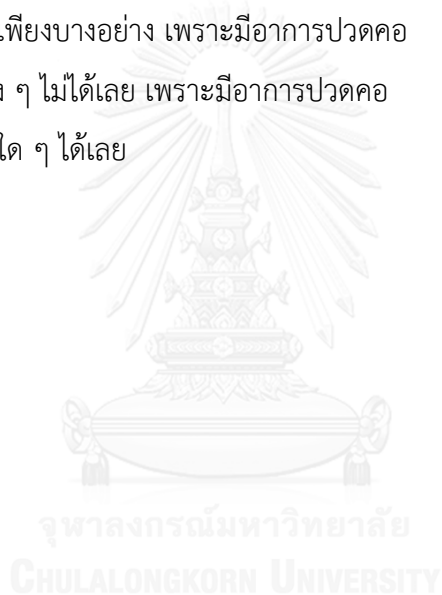 เพียงบางอย่าง เพราะมีอาการปวดคอ
ๆ ไม่ได้เลย เพราะมีอาการปวดคอ
ใด ๆ ได้เลย
จุฬาลงกรณ์มหาวิทยาลัย
CHULALONGKORN UNIVERSITY